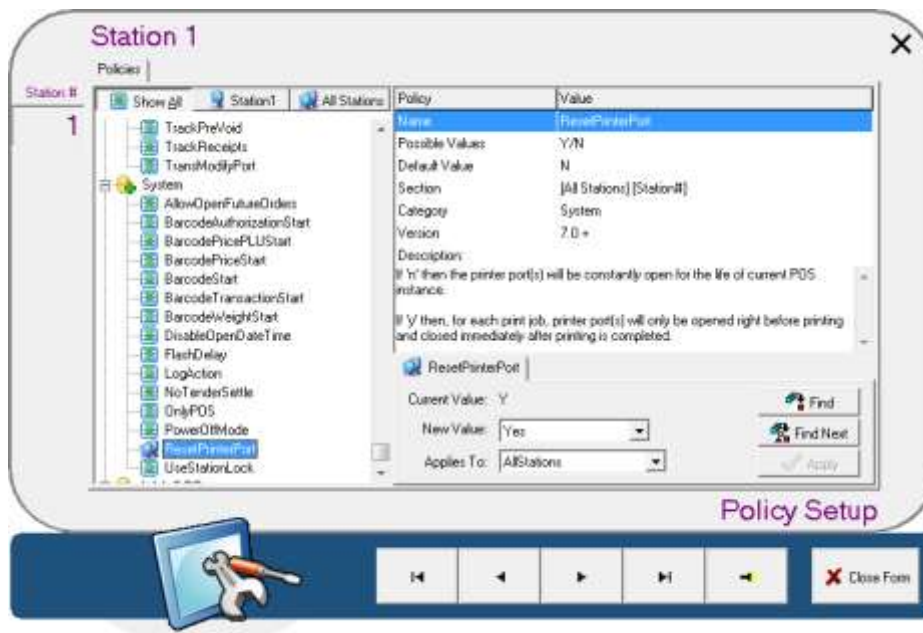 Station 1
Policies
Station #
1
Show All Station1 All Stations
TrackPreVoid
TrackReceipts
TransModifyPort
System
AllowOpenFutureOrders
BarcodeAuthorizationStart
BarcodePricePLUStart
BarcodePriceStart
BarcodeStart
BarcodeTransactionStart
BarcodeWeightStart
DisableOpenDateTime
FlashDelay
LogAction
NoTenderSettle
OnlyPOS
PowerOffMode
ResetPrinterPort
UseStationLock
Policy Value
Name ResetPrinterPort
Possible Values Y/N
Default Value N
Section [All Stations] [Station#]
Category System
Version 7.0 +
Description:
If 'n' then the printer port(s) will be constantly open for the life of current POS
instance.
If 'y' then, for each print job, printer port(s) will only be opened right before printing
and closed immediately after printing is completed.
ResetPrinterPort
Current Value: Y
New Value: Yes
Applies To: AllStations
Find
Find Next
Apply
Policy Setup
Close Form